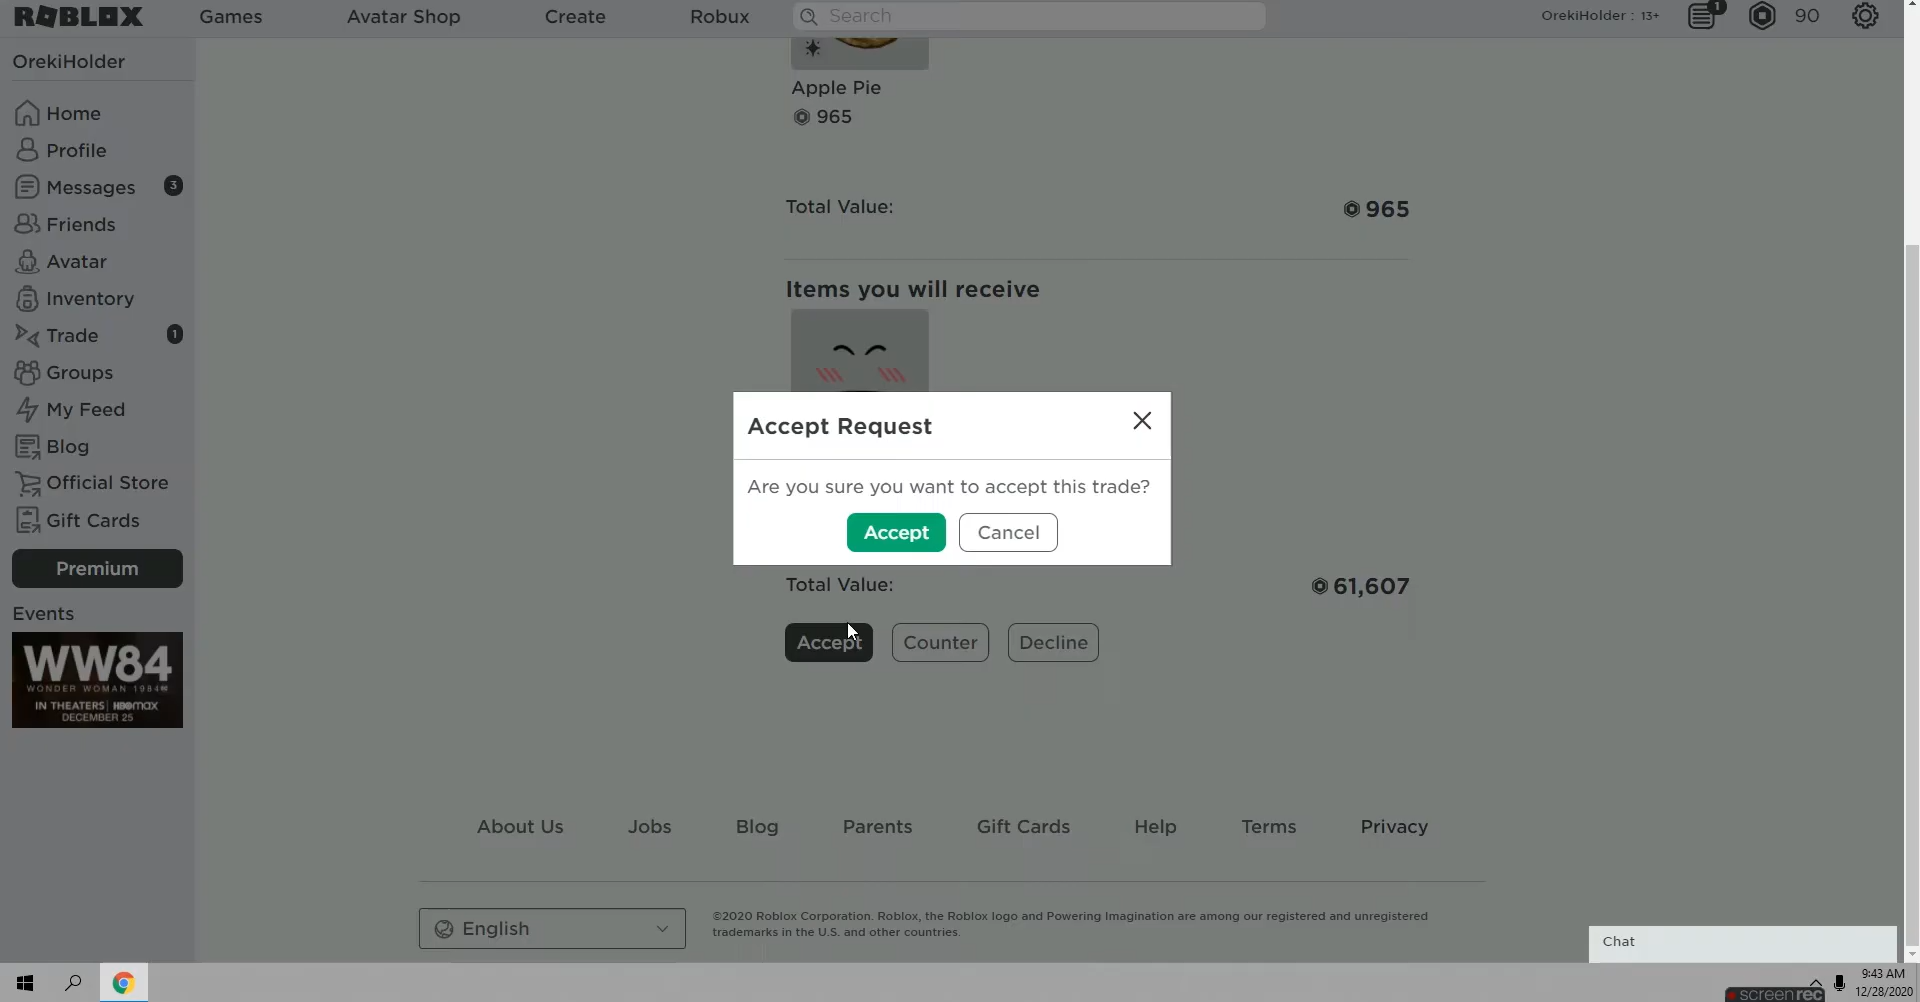 ROBLOX
Games
Avatar Shop
Create
Robux
Search
OrekiHolder : 13+
1
90
OrekiHolder
Home
Profile
Messages 3
Friends
Avatar
Inventory
Trade 1
Groups
My Feed
Blog
Official Store
Gift Cards
Premium
Events
WW84
WONDER WOMAN 1984
IN THEATERS HBOmax
DECEMBER 25
Apple Pie
965
Total Value: 965
Items you will receive
Accept Request
Are you sure you want to accept this trade?
Accept Cancel
Total Value: 61,607
Accept Counter Decline
About Us Jobs Blog Parents Gift Cards Help Terms Privacy
English
©2020 Roblox Corporation. Roblox, the Roblox logo and Powering Imagination are among our registered and unregistered
trademarks in the U.S. and other countries.
Chat
9:43 AM
12/28/2020
screenrec